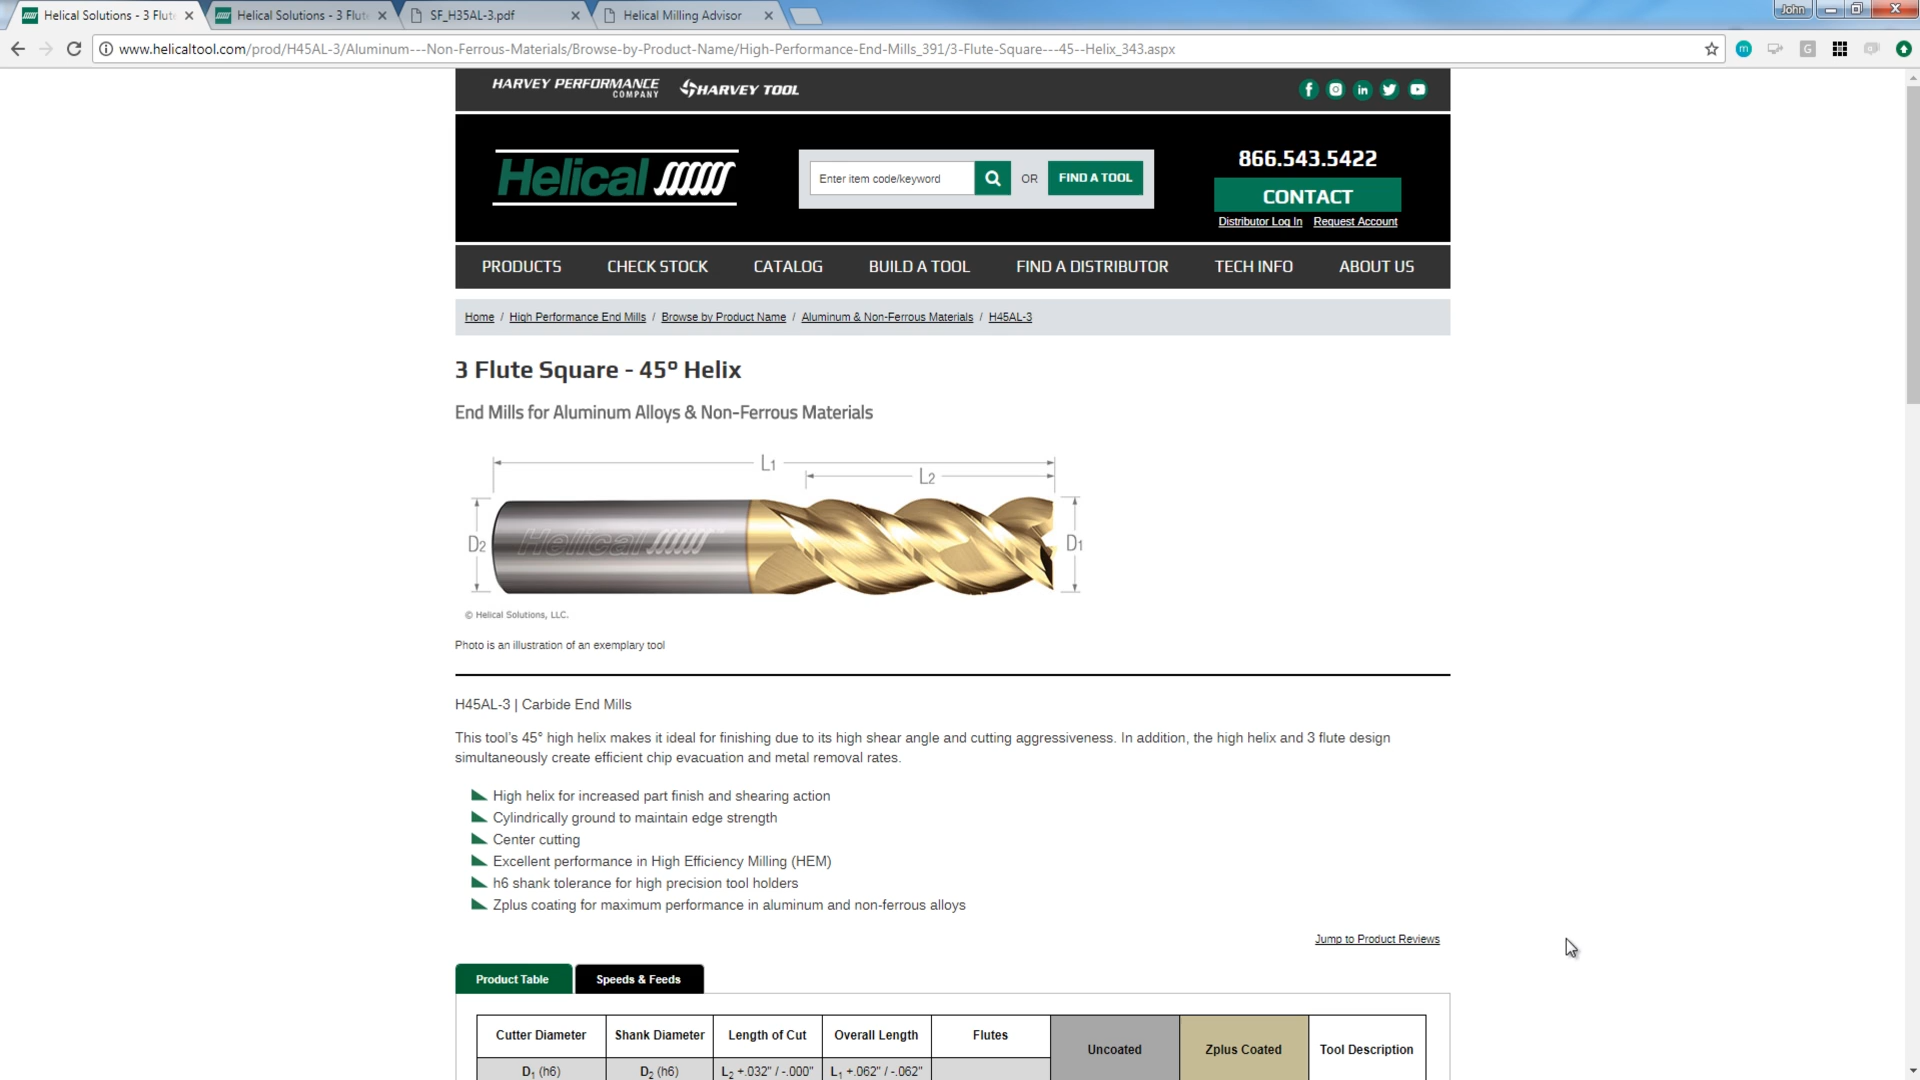 Helical Solutions - 3 Flute
Helical Solutions - 3 Flute
SF_H35AL-3.pdf
Helical Milling Advisor
John
www.helicaltool.com/prod/H45AL-3/Aluminum---Non-Ferrous-Materials/Browse-by-Product-Name/High-Performance-End-Mills_391/3-Flute-Square---45--Helix_343.aspx
HARVEY PERFORMANCE
COMPANY
HARVEY TOOL
Helical
Enter item code/keyword
OR
FIND A TOOL
866.543.5422
CONTACT
Distributor Log In Request Account
PRODUCTS CHECK STOCK CATALOG BUILD A TOOL FIND A DISTRIBUTOR TECH INFO ABOUT US
Home / High Performance End Mills / Browse by Product Name / Aluminum & Non-Ferrous Materials / H45AL-3
3 Flute Square - 45º Helix
End Mills for Aluminum Alloys & Non-Ferrous Materials
L1
L2
D2
Helical
D1
© Helical Solutions, LLC.
Photo is an illustration of an exemplary tool
H45AL-3 | Carbide End Mills
This tool's 45° high helix makes it ideal for finishing due to its high shear angle and cutting aggressiveness. In addition, the high helix and 3 flute design
simultaneously create efficient chip evacuation and metal removal rates.
High helix for increased part finish and shearing action
Cylindrically ground to maintain edge strength
Center cutting
Excellent performance in High Efficiency Milling (HEM)
h6 shank tolerance for high precision tool holders
Zplus coating for maximum performance in aluminum and non-ferrous alloys
Jump to Product Reviews
Product Table Speeds & Feeds
Cutter Diameter Shank Diameter Length of Cut Overall Length Flutes Uncoated Zplus Coated Tool Description
D1 (h6) D2 (h6) L2 +.032" / -.000" L1 +.062" / -.062"